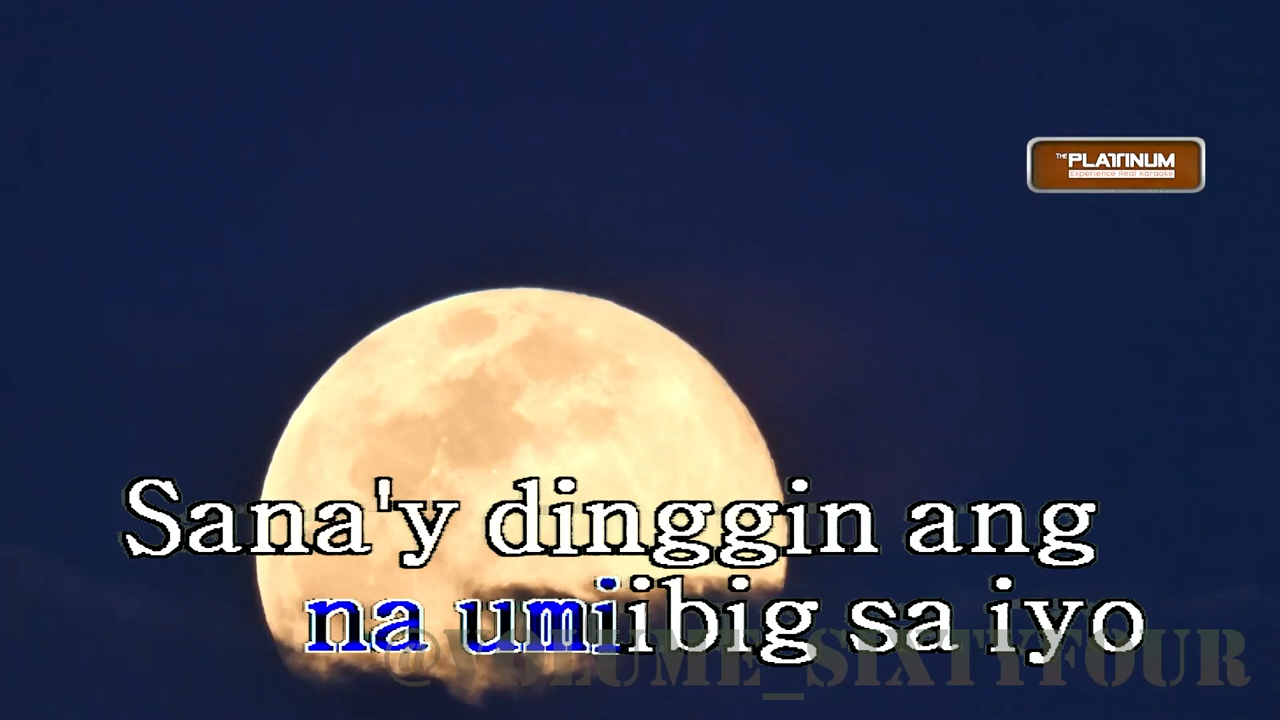 THE PLATINUM
Experience Real Karaoke
Sana'y dinggin ang
na umiibig sa iyo
@VOLUME_SIXTYFOUR